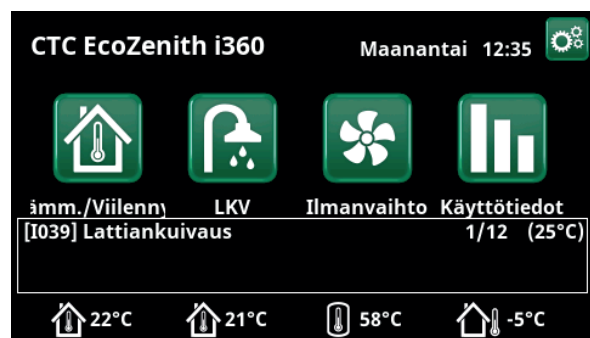 CTC EcoZenith i360 Maanantai 12:35
ämm./Viilenny LKV Ilmanvaihto Käyttötiedot
[I039] Lattiankuivaus 1/12 (25°C)
22°C 21°C 58°C -5°C